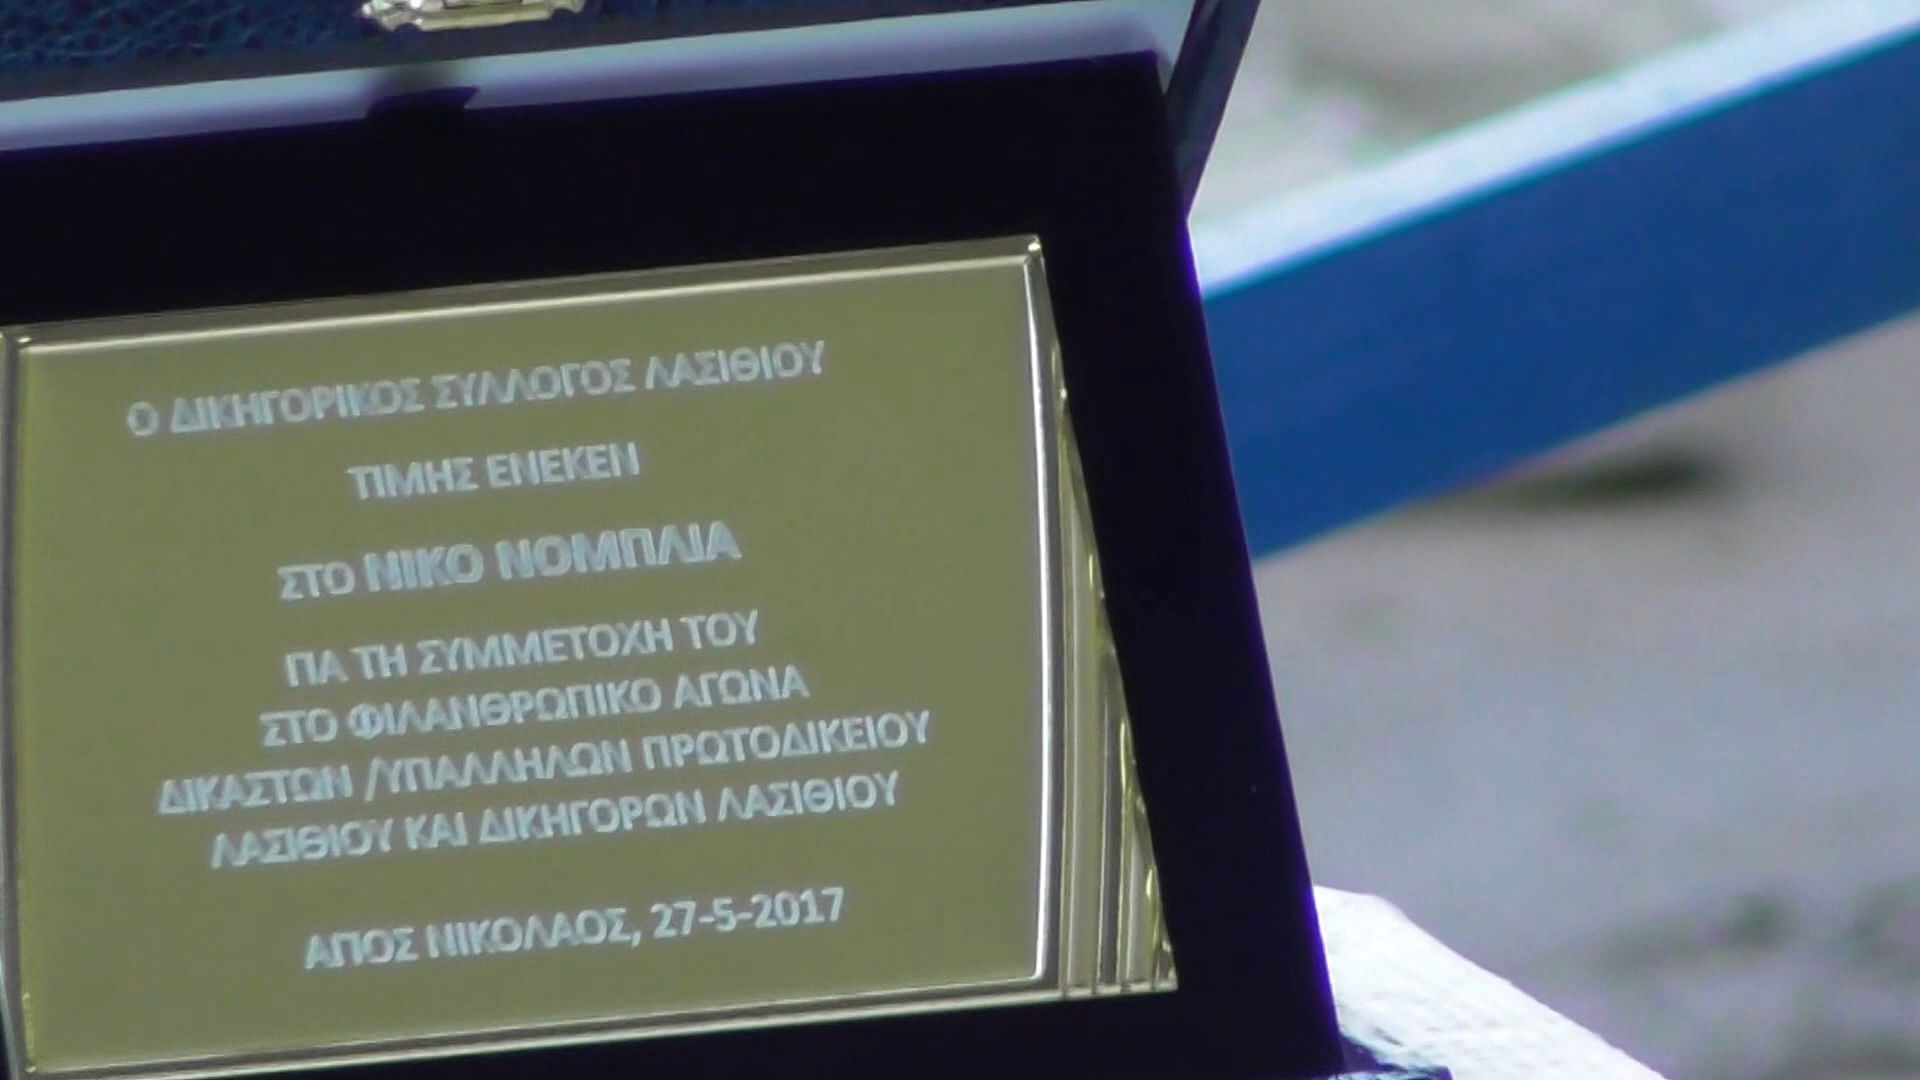 Ο ΔΙΚΗΓΟΡΙΚΟΣ ΣΥΛΛΟΓΟΣ ΛΑΣΙΘΙΟΥ
ΤΙΜΗΣ ΕΝΕΚΕΝ
ΣΤΟ ΝΙΚΟ ΝΟΜΠΛΙΑ
ΓΙΑ ΤΗ ΣΥΜΜΕΤΟΧΗ ΤΟΥ
ΣΤΟ ΦΙΛΑΝΘΡΩΠΙΚΟ ΑΓΩΝΑ
ΔΙΚΑΣΤΩΝ /ΥΠΑΛΛΗΛΩΝ ΠΡΩΤΟΔΙΚΕΙΟΥ
ΛΑΣΙΘΙΟΥ ΚΑΙ ΔΙΚΗΓΟΡΩΝ ΛΑΣΙΘΙΟΥ
ΑΓΙΟΣ ΝΙΚΟΛΑΟΣ, 27-5-2017